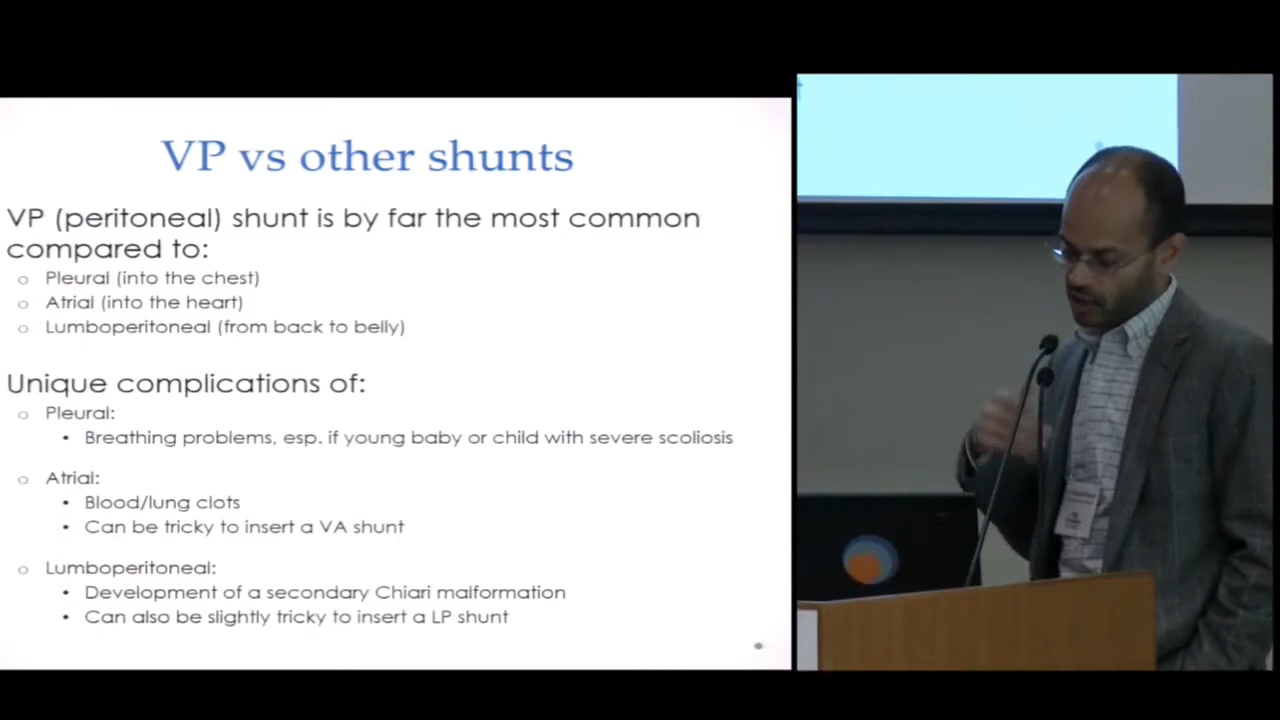 VP vs other shunts
VP (peritoneal) shunt is by far the most common
compared to:
o Pleural (into the chest)
o Atrial (into the heart)
o Lumboperitoneal (from back to belly)
Unique complications of:
o Pleural:
• Breathing problems, esp. if young baby or child with severe scoliosis
o Atrial:
• Blood/lung clots
• Can be tricky to insert a VA shunt
o Lumboperitoneal:
• Development of a secondary Chiari malformation
• Can also be slightly tricky to insert a LP shunt